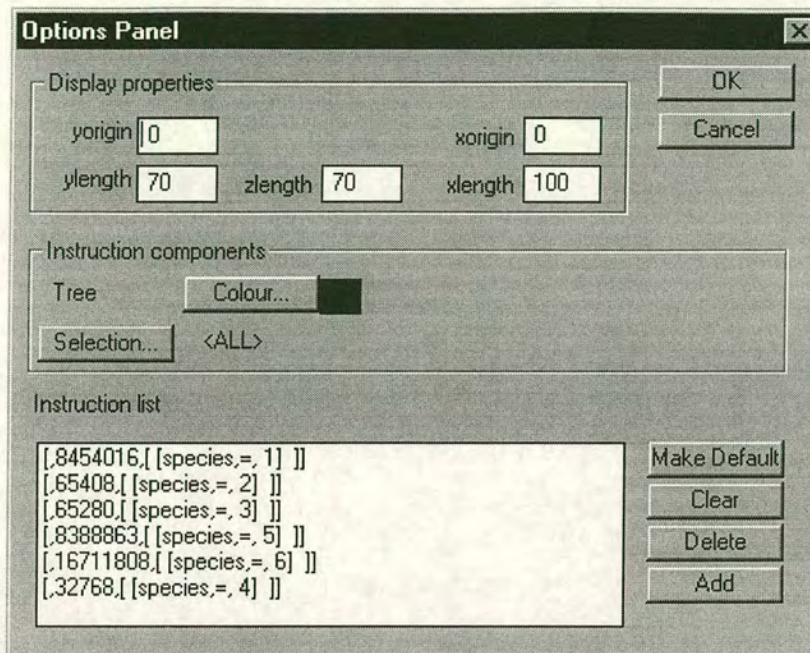 Options Panel
Display properties
OK
yorigin 0 xorigin 0
Cancel
ylength 70 zlength 70 xlength 100
Instruction components
Tree Colour...
Selection... <ALL>
Instruction list
[,8454016,[ [species,=, 1] ]]
[,65408,[ [species,=, 2] ]]
[,65280,[ [species,=, 3] ]]
[,8388863,[ [species,=, 5] ]]
[,16711808,[ [species,=, 6] ]]
[,32768,[ [species,=, 4] ]]
Make Default
Clear
Delete
Add